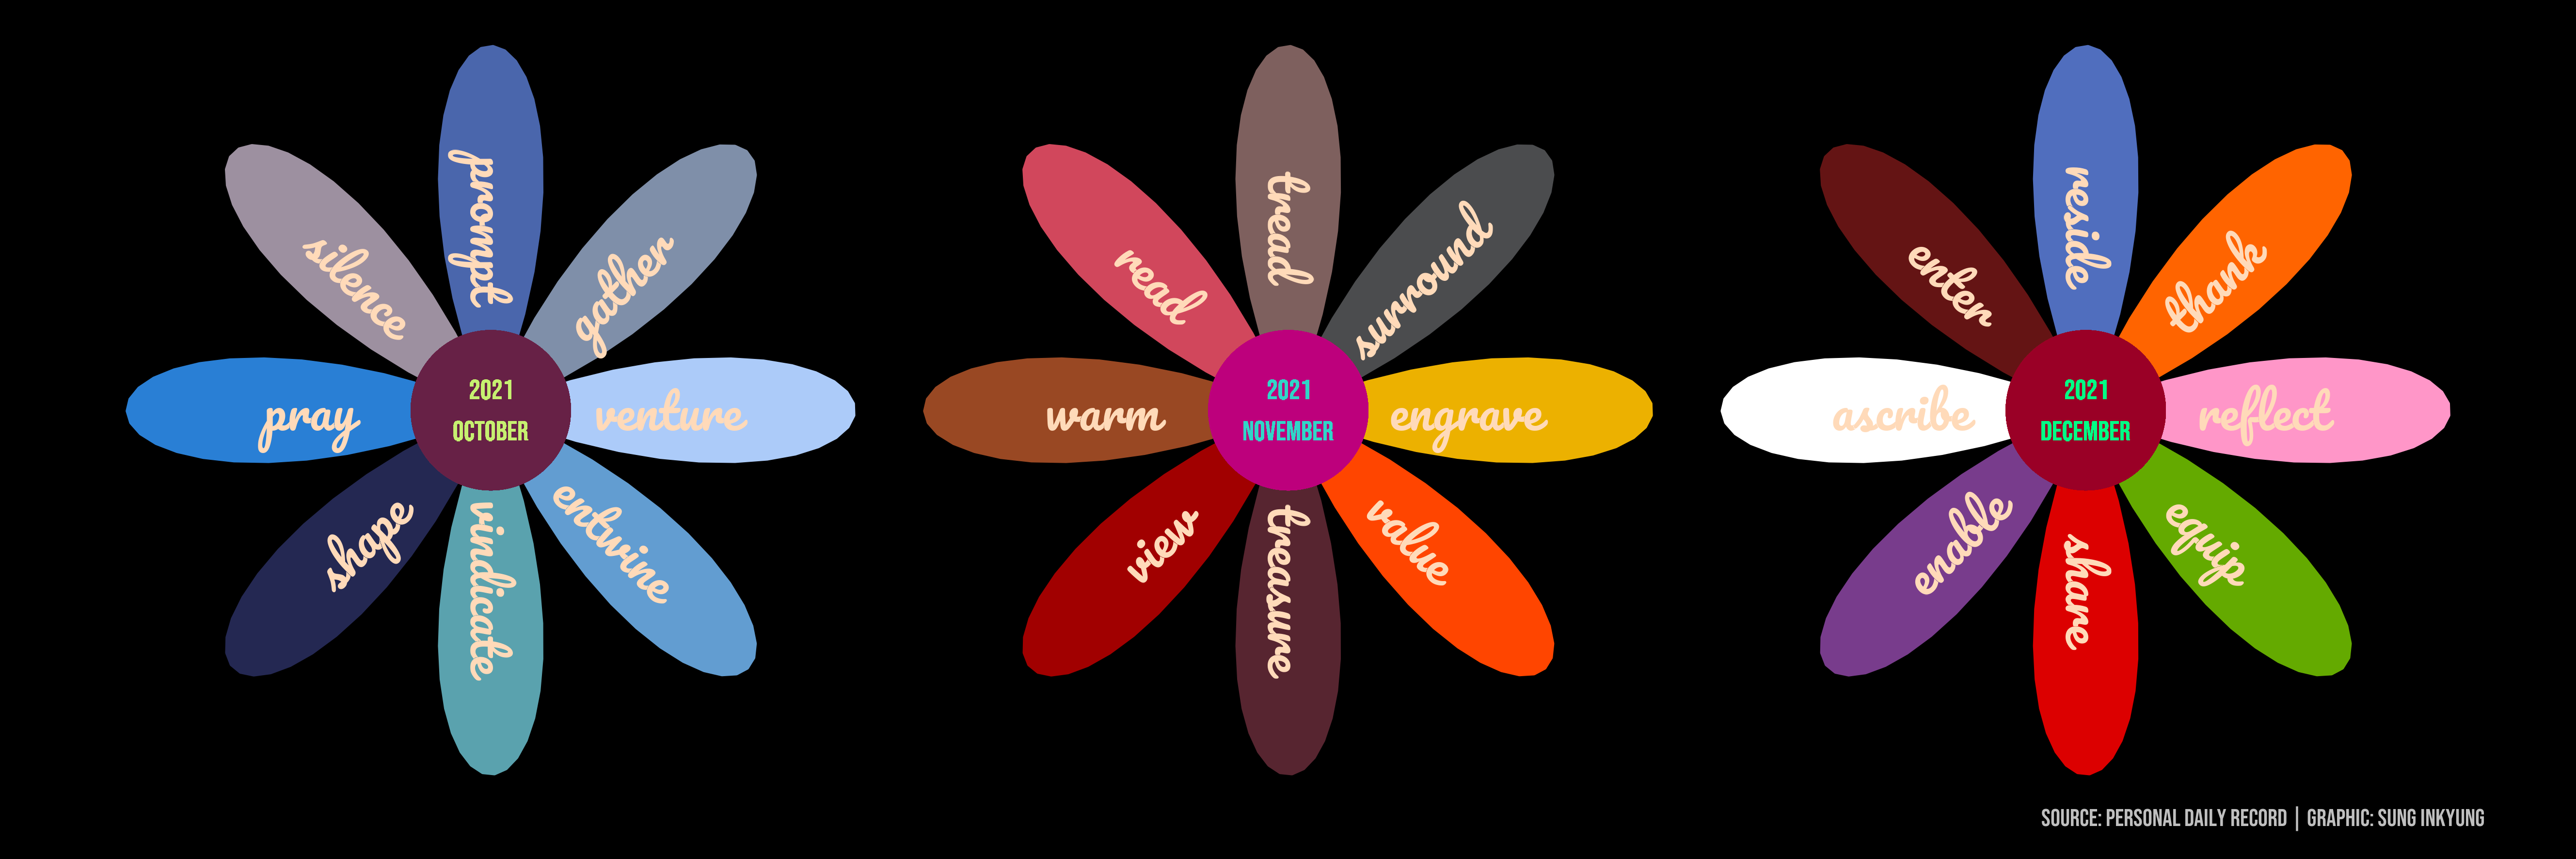 prompt
gather
venture
entwine
vindicate
shape
pray
silence
2021
OCTOBER
tread
surround
engrave
value
treasure
view
warm
read
2021
NOVEMBER
reside
thank
reflect
equip
share
enable
ascribe
enter
2021
DECEMBER
SOURCE: PERSONAL DAILY RECORD | GRAPHIC: SUNG INKYUNG